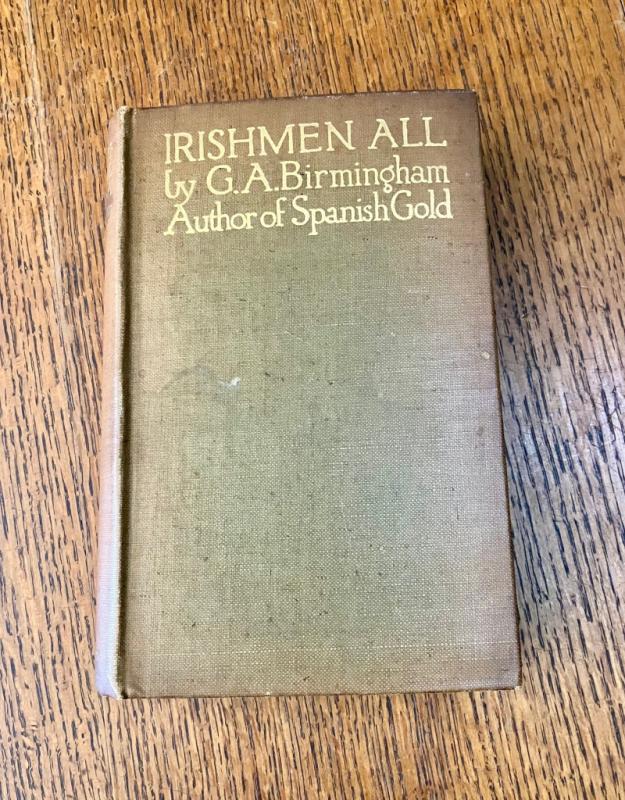 IRISHMEN ALL
by G.A.Birmingham
Author of Spanish Gold